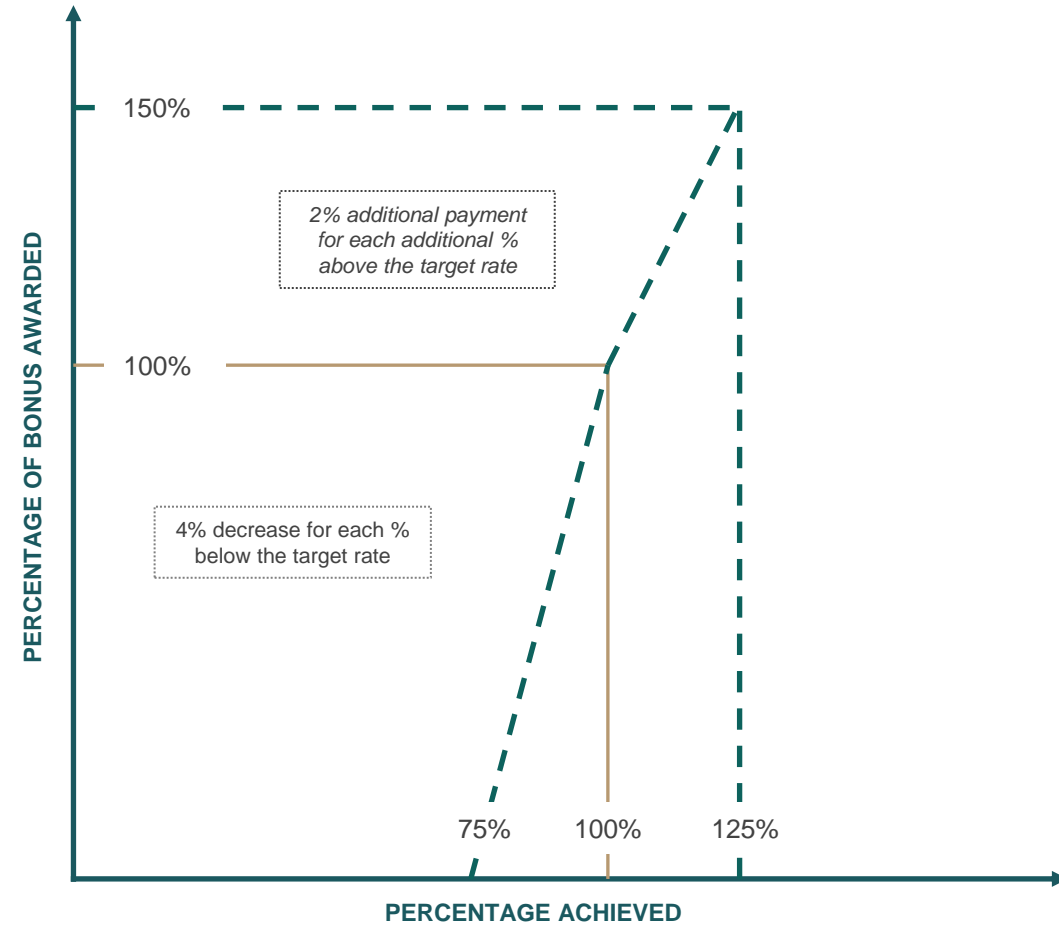 150%
2% additional payment
for each additional %
above the target rate
PERCENTAGE OF BONUS AWARDED
100%
4% decrease for each %
below the target rate
75%
100%
125%
PERCENTAGE ACHIEVED